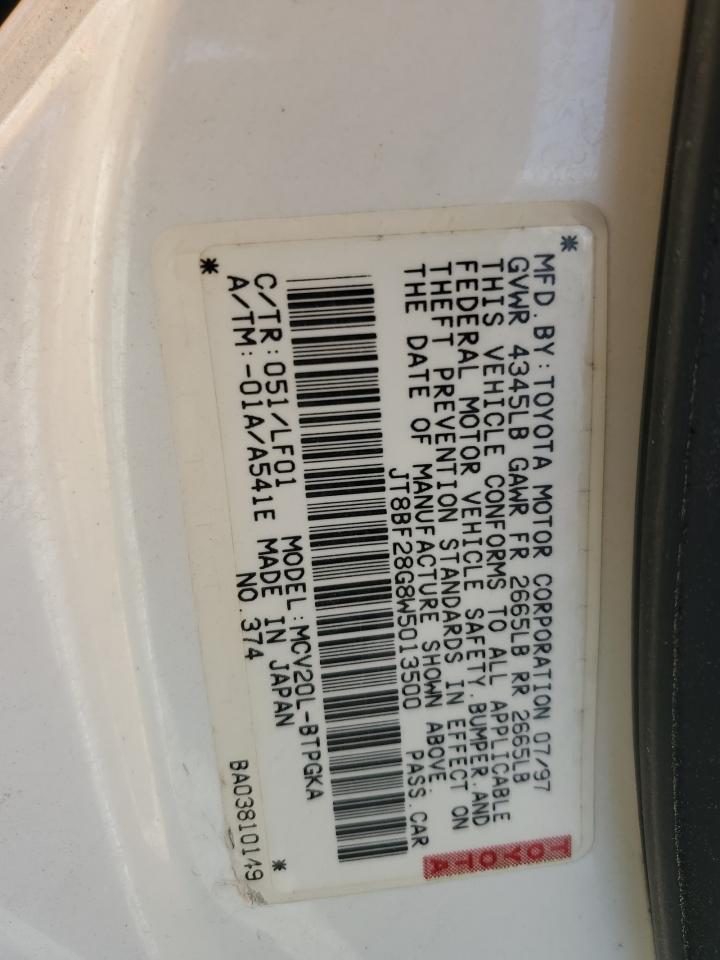 *
MFD. BY: TOYOTA MOTOR CORPORATION 07/97
GVWR 4345LB GAWR FR 2665LB RR 2665LB
THIS VEHICLE CONFORMS TO ALL APPLICABLE
FEDERAL MOTOR VEHICLE SAFETY. BUMPER, AND
THEFT PREVENTION STANDARDS IN EFFECT ON
THE DATE OF MANUFACTURE SHOWN ABOVE.
JT8BF28G8W5013500 PASS. CAR
TOYOTA
C/TR: 051/LF01 MODEL: MCV20L-BTPGKA
A/TM: -01A/A541E MADE IN JAPAN
* NO. 374 *
BA03810149